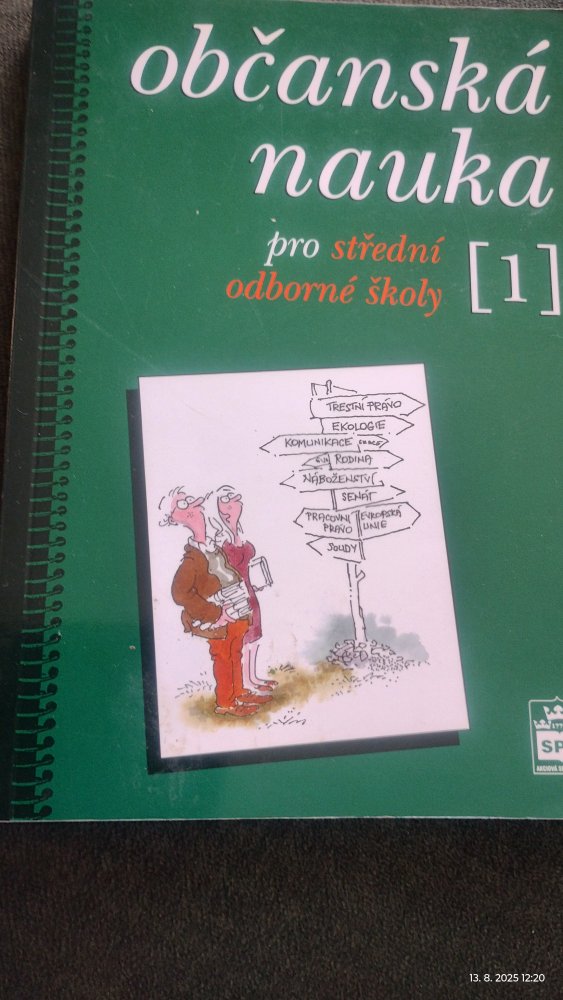 občanská
nauka
pro střední
odborné školy
[1]
TRESTNÍ PRÁVO
EKOLOGIE
KOMUNIKACE
RODINA
NÁBOŽENSTVÍ
SENÁT
PRACOVNÍ
PRÁVO
EVROPSKÁ
UNIE
SOUDY
13. 8. 2025 12:20